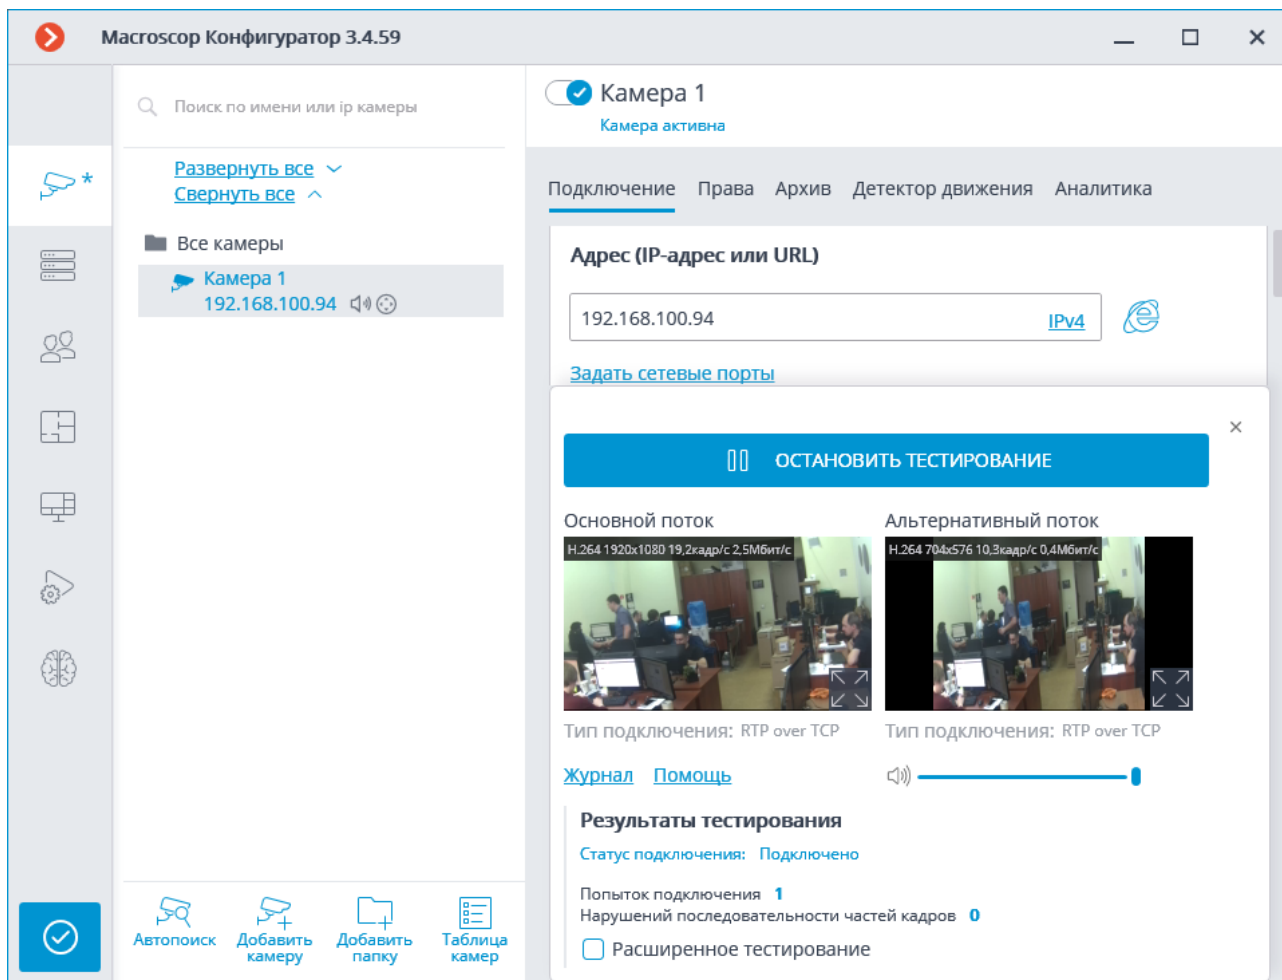 Macroscop Конфигуратор 3.4.59
Поиск по имени или ip камеры
Развернуть все
Свернуть все
Все камеры
Камера 1
192.168.100.94
Автопоиск
Добавить камеру
Добавить папку
Таблица камер
Камера 1
Камера активна
Подключение Права Архив Детектор движения Аналитика
Адрес (IP-адрес или URL)
192.168.100.94 IPv4
Задать сетевые порты
ОСТАНОВИТЬ ТЕСТИРОВАНИЕ
Основной поток
H.264 1920x1080 19,2кадр/с 2,5Мбит/с
Тип подключения: RTP over TCP
Альтернативный поток
H.264 704x576 10,3кадр/с 0,4Мбит/с
Тип подключения: RTP over TCP
Журнал Помощь
Результаты тестирования
Статус подключения: Подключено
Попыток подключения 1
Нарушений последовательности частей кадров 0
Расширенное тестирование